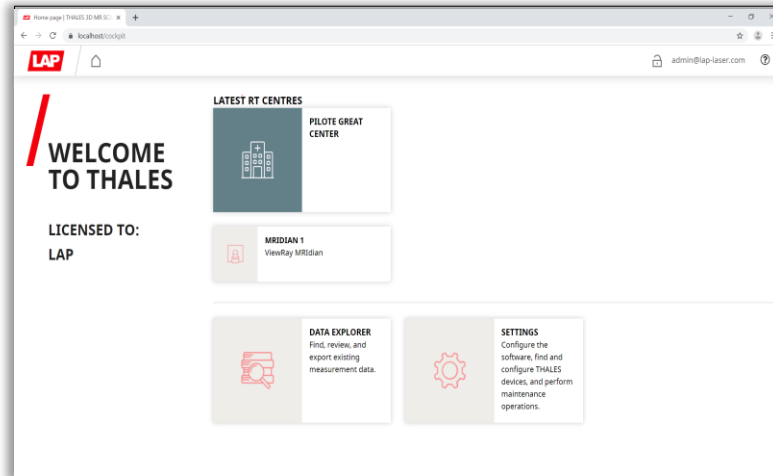 Home page | THALES 3D MR SC
localhost/cockpit
LAP
admin@lap-laser.com
WELCOME
TO THALES
LICENSED TO:
LAP
LATEST RT CENTRES
PILOTE GREAT
CENTER
MRIDIAN 1
ViewRay MRIdian
DATA EXPLORER
Find, review, and
export existing
measurement data.
SETTINGS
Configure the
software, find and
configure THALES
devices, and perform
maintenance
operations.